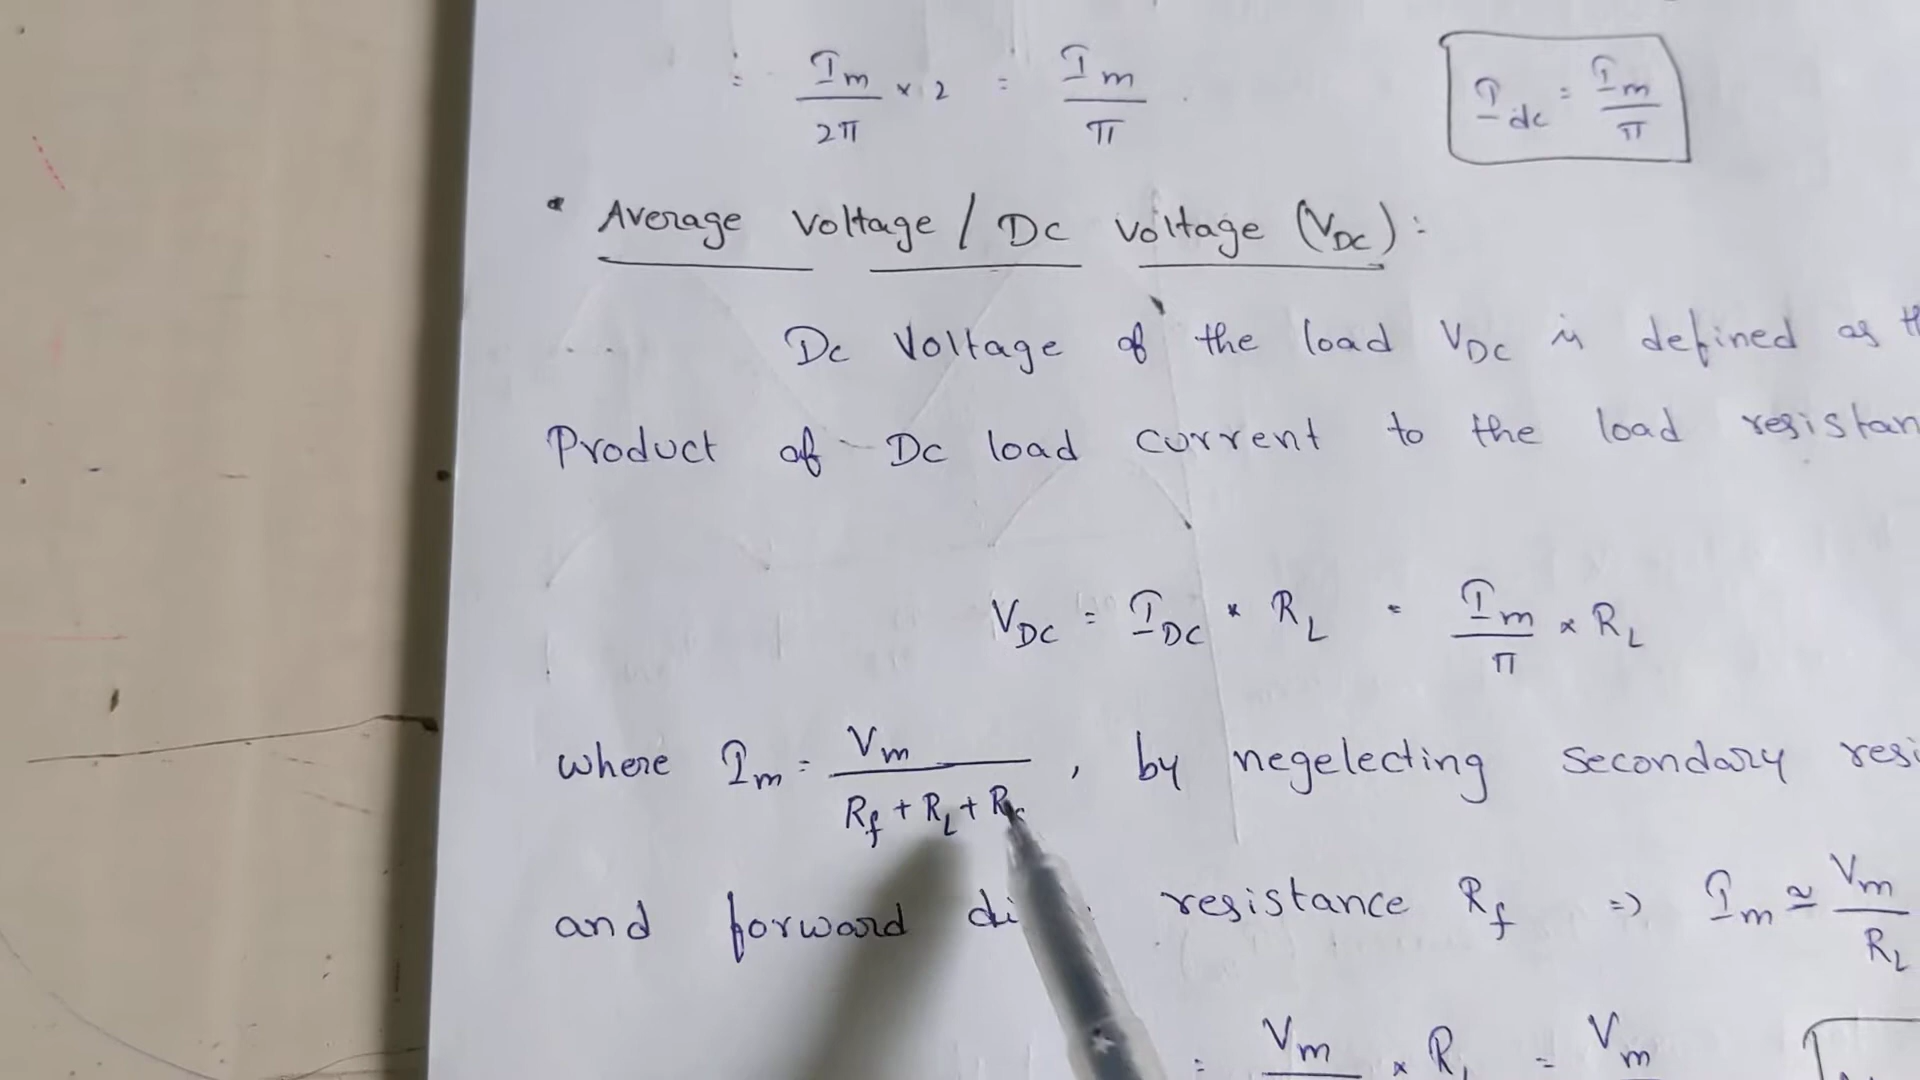 = Im/2π × 2 = Im/π
Idc = Im/π
• Average Voltage / Dc voltage (VDC) :
Dc Voltage of the load VDC is defined as
Product of Dc load current to the load
VDC = IDC * RL = Im/π × RL
where Im = Vm/(Rf + RL +, by negelecting secondary
and forward resistance Rf => Im ≃ Vm/RL
= Vm × = Vm